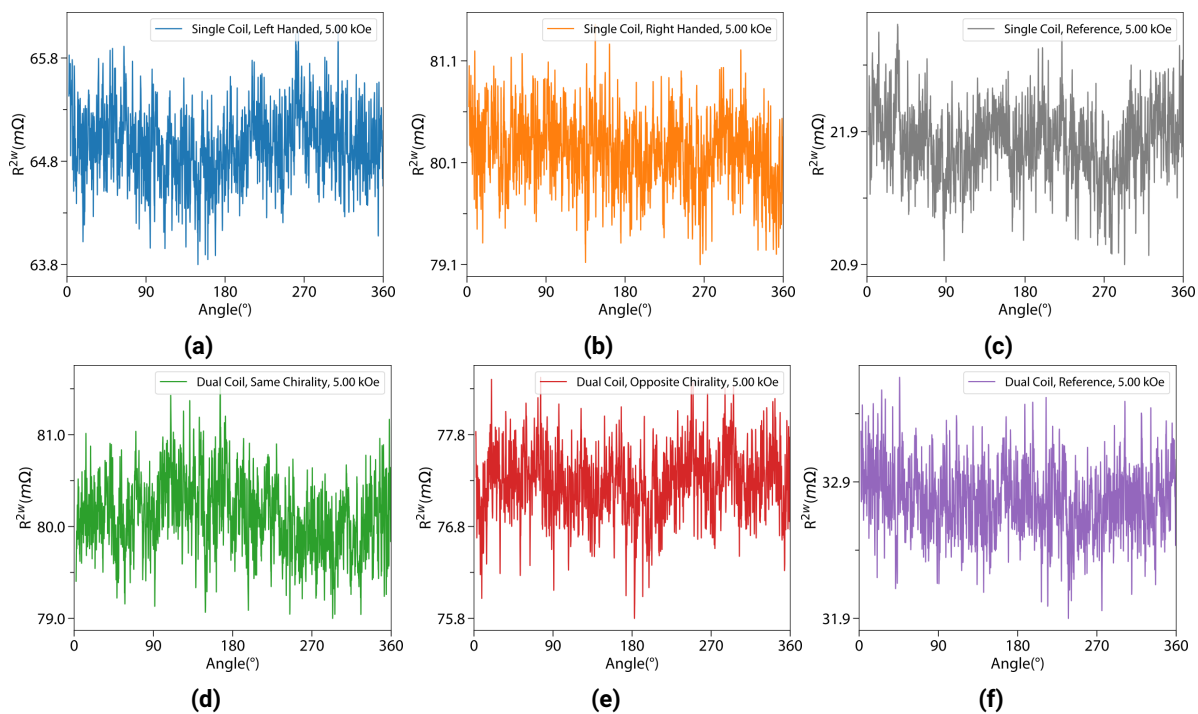 Single Coil, Left Handed, 5.00 kOe
65.8
64.8
63.8
R²ʷ(mΩ)
0 90 180 270 360
Angle(°)
(a)
Single Coil, Right Handed, 5.00 kOe
81.1
80.1
79.1
R²ʷ(mΩ)
0 90 180 270 360
Angle(°)
(b)
Single Coil, Reference, 5.00 kOe
21.9
20.9
R²ʷ(mΩ)
0 90 180 270 360
Angle(°)
(c)
Dual Coil, Same Chirality, 5.00 kOe
81.0
80.0
79.0
R²ʷ(mΩ)
0 90 180 270 360
Angle(°)
(d)
Dual Coil, Opposite Chirality, 5.00 kOe
77.8
76.8
75.8
R²ʷ(mΩ)
0 90 180 270 360
Angle(°)
(e)
Dual Coil, Reference, 5.00 kOe
32.9
31.9
R²ʷ(mΩ)
0 90 180 270 360
Angle(°)
(f)